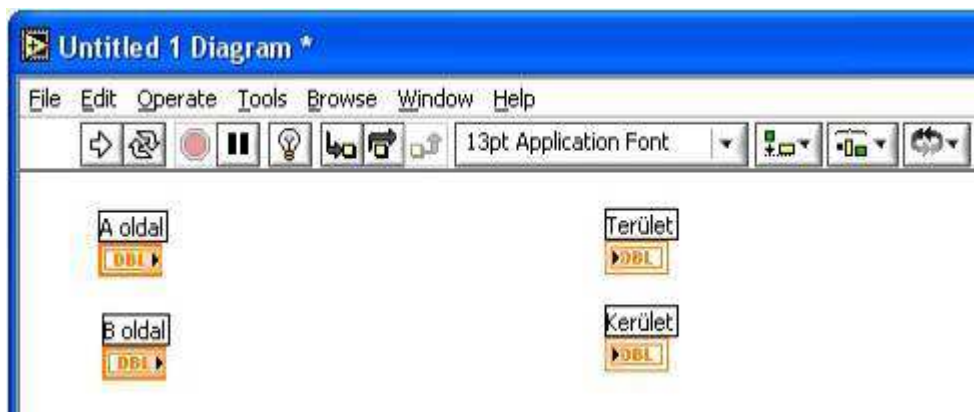 Untitled 1 Diagram *
File Edit Operate Tools Browse Window Help
13pt Application Font
A oldal
DBL
Terület
DBL
B oldal
DBL
Kerület
DBL